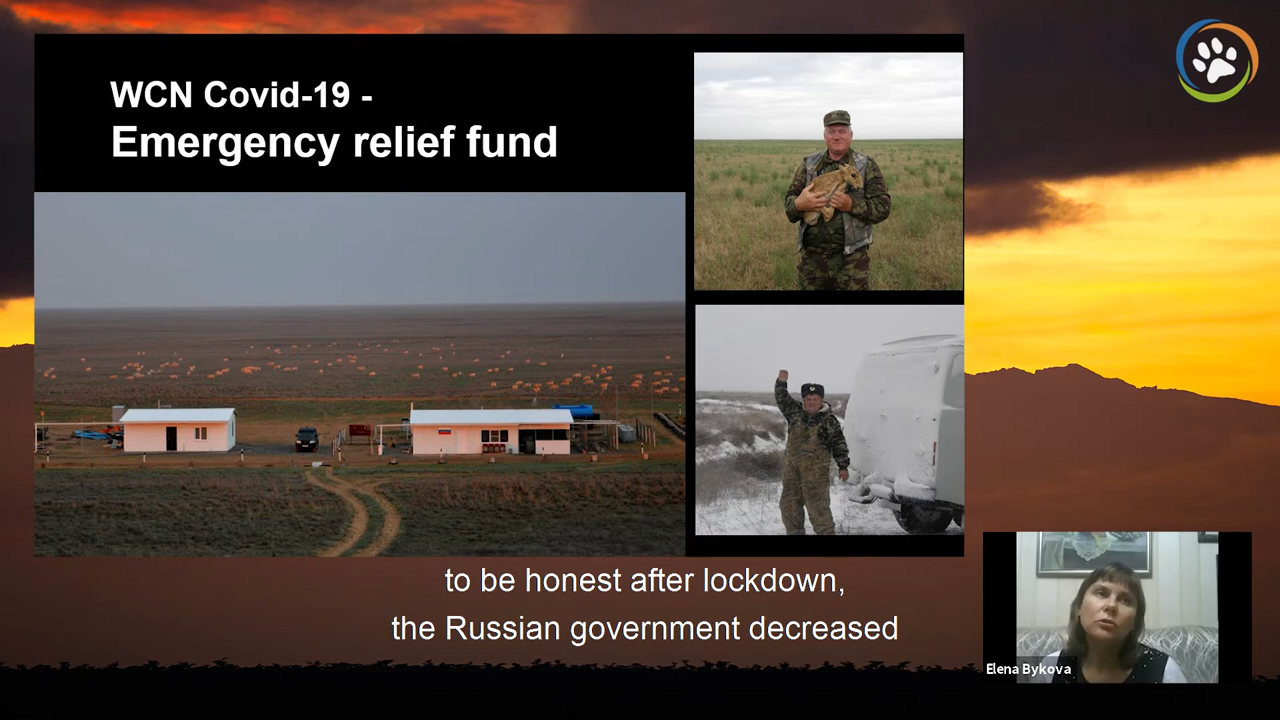 WCN Covid-19 -
Emergency relief fund
to be honest after lockdown,
the Russian government decreased
Elena Bykova